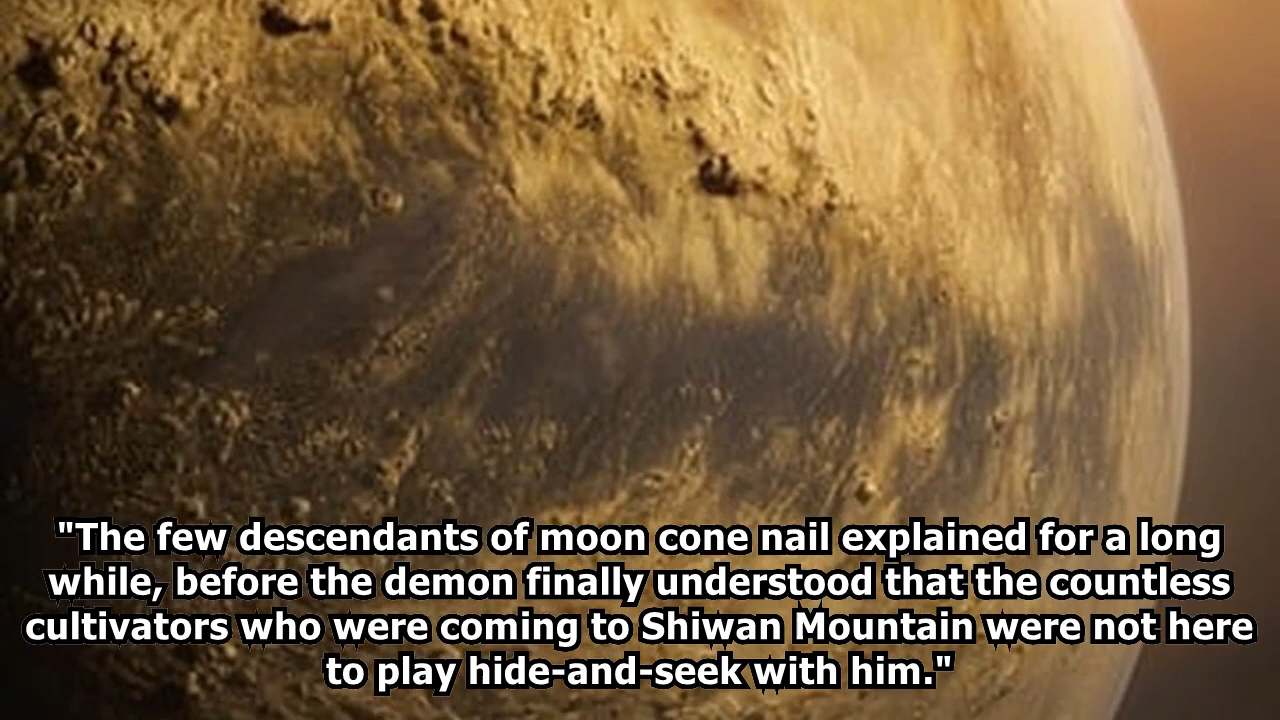 "The few descendants of moon cone nail explained for a long
while, before the demon finally understood that the countless
cultivators who were coming to Shiwan Mountain were not here
to play hide-and-seek with him."